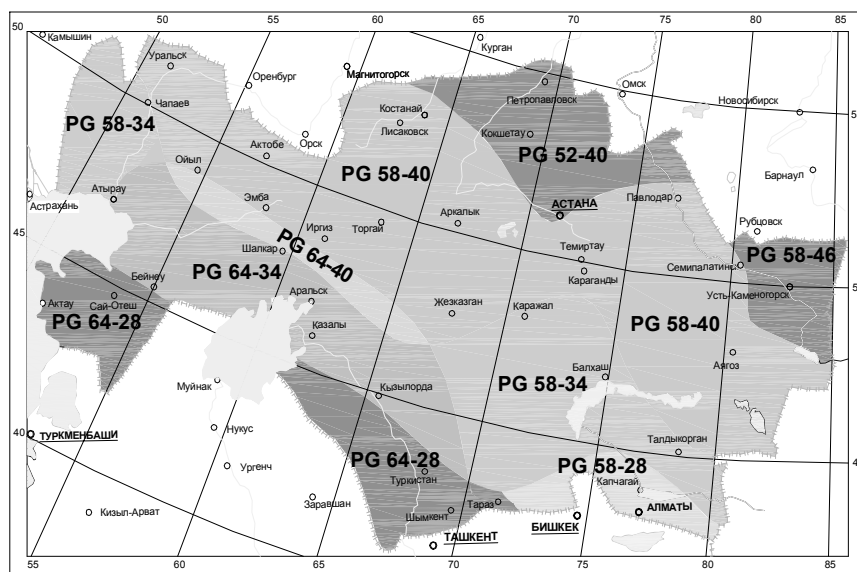 50
50
55
60
65
70
75
80
85
Камышин
Уральск
Оренбург
Магнитогорск
Курган
Омск
Новосибирск
Чапаев
Костанай
Петропавловск
PG 58-34
Лисаковск
Кокшетау
Орск
Актобе
PG 52-40
Барнаул
Ойыл
PG 58-40
Атырау
Астрахань
Эмба
АСТАНА
Павлодар
Аркалык
Рубцовск
45
Иргиз
Торгай
Шалкар
PG 64-40
Темиртау
PG 58-46
Бейнеу
PG 64-34
Караганды
Семипалатинск
Актау
Сай-Отеш
Аральск
Усть-Каменогорск
PG 64-28
Жезказган
Каражал
PG 58-40
Казалы
Аягоз
Муйнак
PG 58-34
Балхаш
Кызылорда
40
ТУРКМЕНБАШИ
Нукус
Талдыкорган
Ургенч
PG 64-28
PG 58-28
Туркистан
Капчагай
Заравшан
Тараз
Кизыл-Арват
Шымкент
БИШКЕК
АЛМАТЫ
ТАШКЕНТ
55
60
65
70
75
80
85